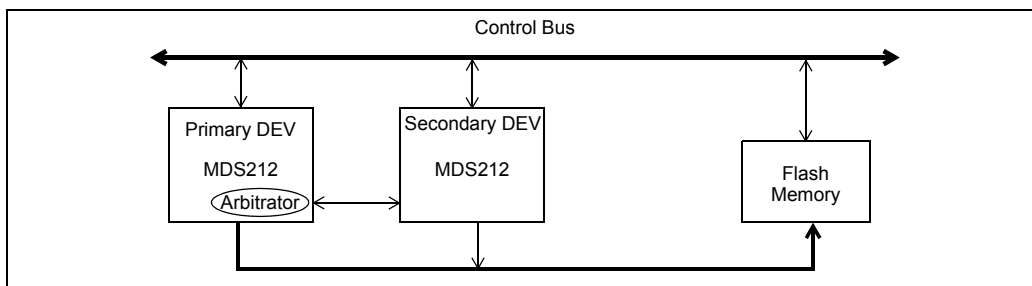 Control Bus
Primary DEV
MDS212
Arbitrator
Secondary DEV
MDS212
Flash
Memory